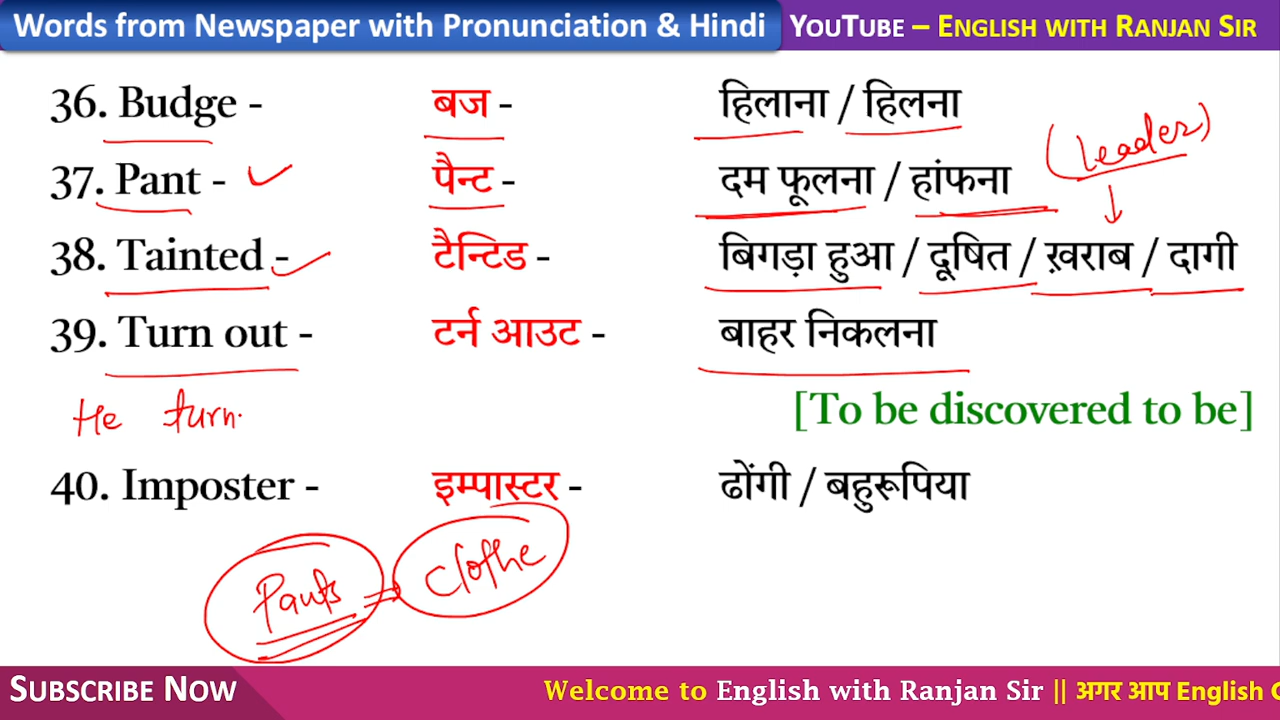 Words from Newspaper with Pronunciation & Hindi YOUTUBE – ENGLISH WITH RANJAN SIR
36. Budge - बज - हिलाना / हिलना
(Leader)
37. Pant - पैन्ट - दम फूलना / हांफना
38. Tainted - टैन्टिड - बिगड़ा हुआ / दूषित / ख़राब / दागी
39. Turn out - टर्न आउट - बाहर निकलना
He turn. [To be discovered to be]
40. Imposter - इम्पास्टर - ढोंगी / बहुरूपिया
Pants = Clothe
SUBSCRIBE NOW Welcome to English with Ranjan Sir || अगर आप English